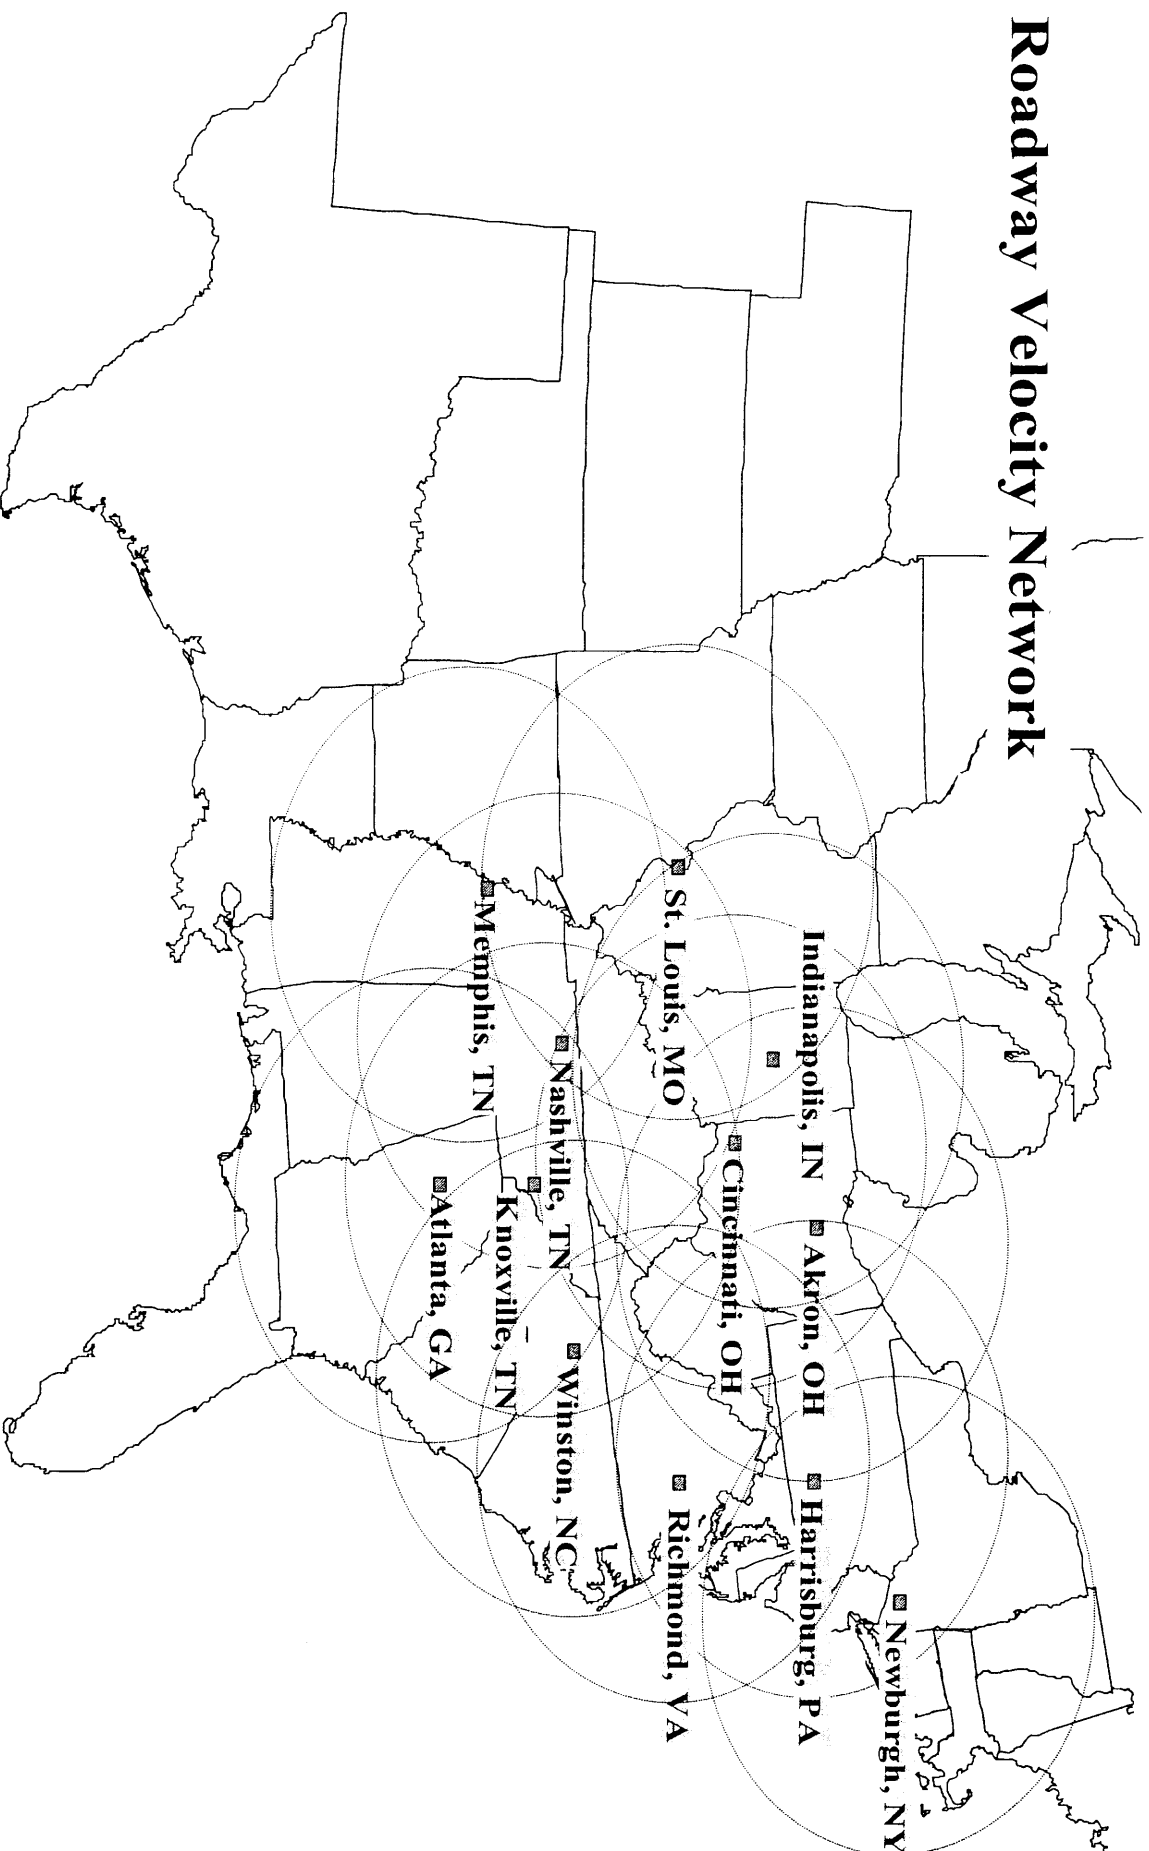 Roadway Velocity Network
Newburgh, NY
Indianapolis, IN
Akron, OH
Harrisburg, PA
Cincinnati, OH
St. Louis, MO
Richmond, VA
Nashville, TN
Winston, NC
Knoxville, TN
Memphis, TN
Atlanta, GA